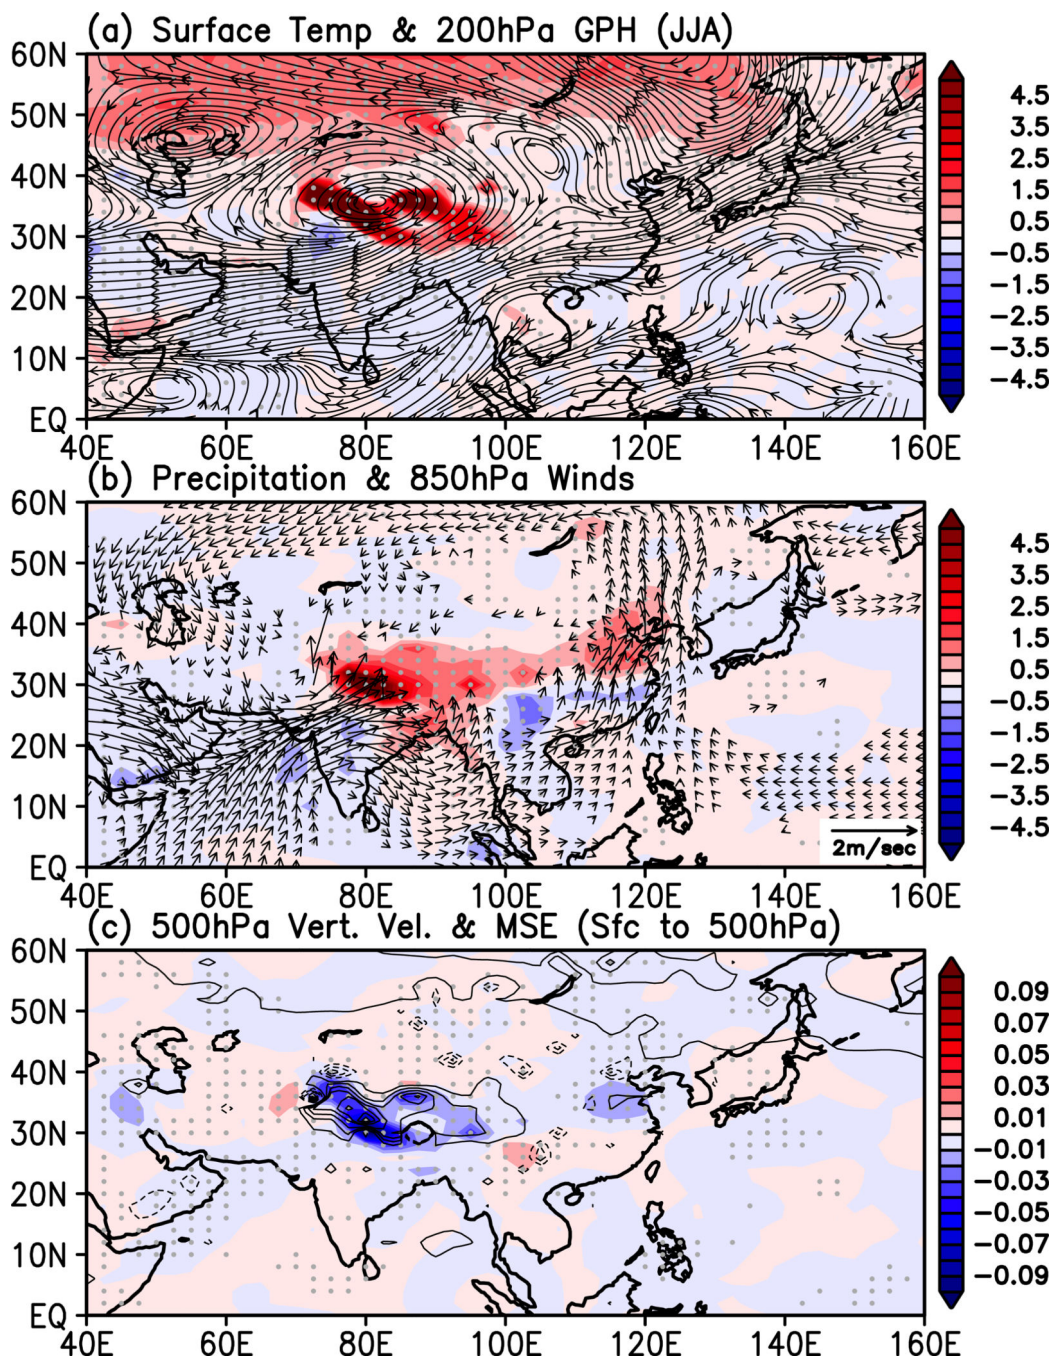 (a) Surface Temp & 200hPa GPH (JJA)
60N
50N
40N
30N
20N
10N
EQ
40E 60E 80E 100E 120E 140E 160E
4.5
3.5
2.5
1.5
0.5
−0.5
−1.5
−2.5
−3.5
−4.5
(b) Precipitation & 850hPa Winds
60N
50N
40N
30N
20N
10N
EQ
40E 60E 80E 100E 120E 140E 160E
2m/sec
4.5
3.5
2.5
1.5
0.5
−0.5
−1.5
−2.5
−3.5
−4.5
(c) 500hPa Vert. Vel. & MSE (Sfc to 500hPa)
60N
50N
40N
30N
20N
10N
EQ
40E 60E 80E 100E 120E 140E 160E
0.09
0.07
0.05
0.03
0.01
−0.01
−0.03
−0.05
−0.07
−0.09